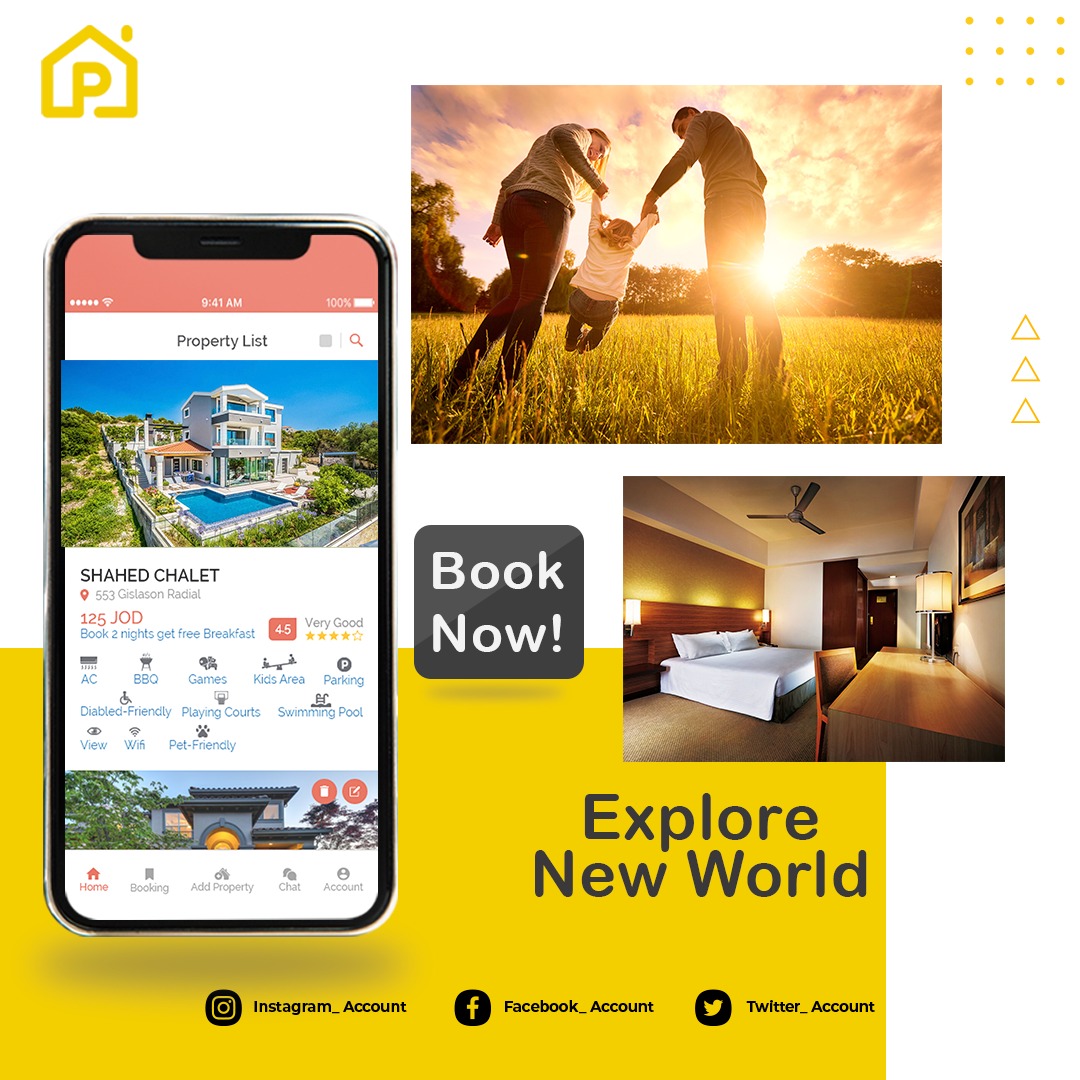 P
9:41 AM
100%
Property List
SHAHED CHALET
553 Gislason Radial
125 JOD
Book 2 nights get free Breakfast
4.5
Very Good
AC
BBQ
Games
Kids Area
P
Parking
Diabled-Friendly
Playing Courts
Swimming Pool
View
Wifi
Pet-Friendly
Home
Booking
Add Property
Chat
Account
Book
Now!
Explore
New World
Instagram_ Account
Facebook_ Account
Twitter_ Account